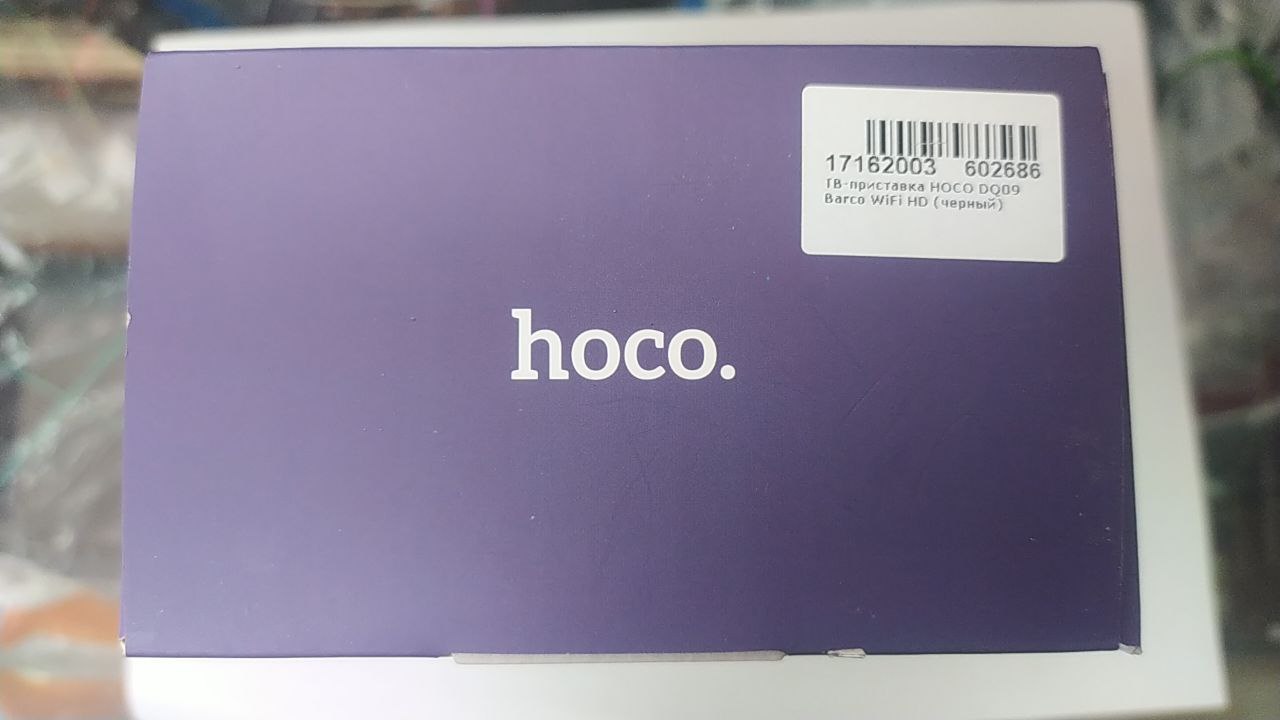 17162003 602686
ТВ-приставка HOCO DQ09
Barco WiFi HD (черный)
hoco.